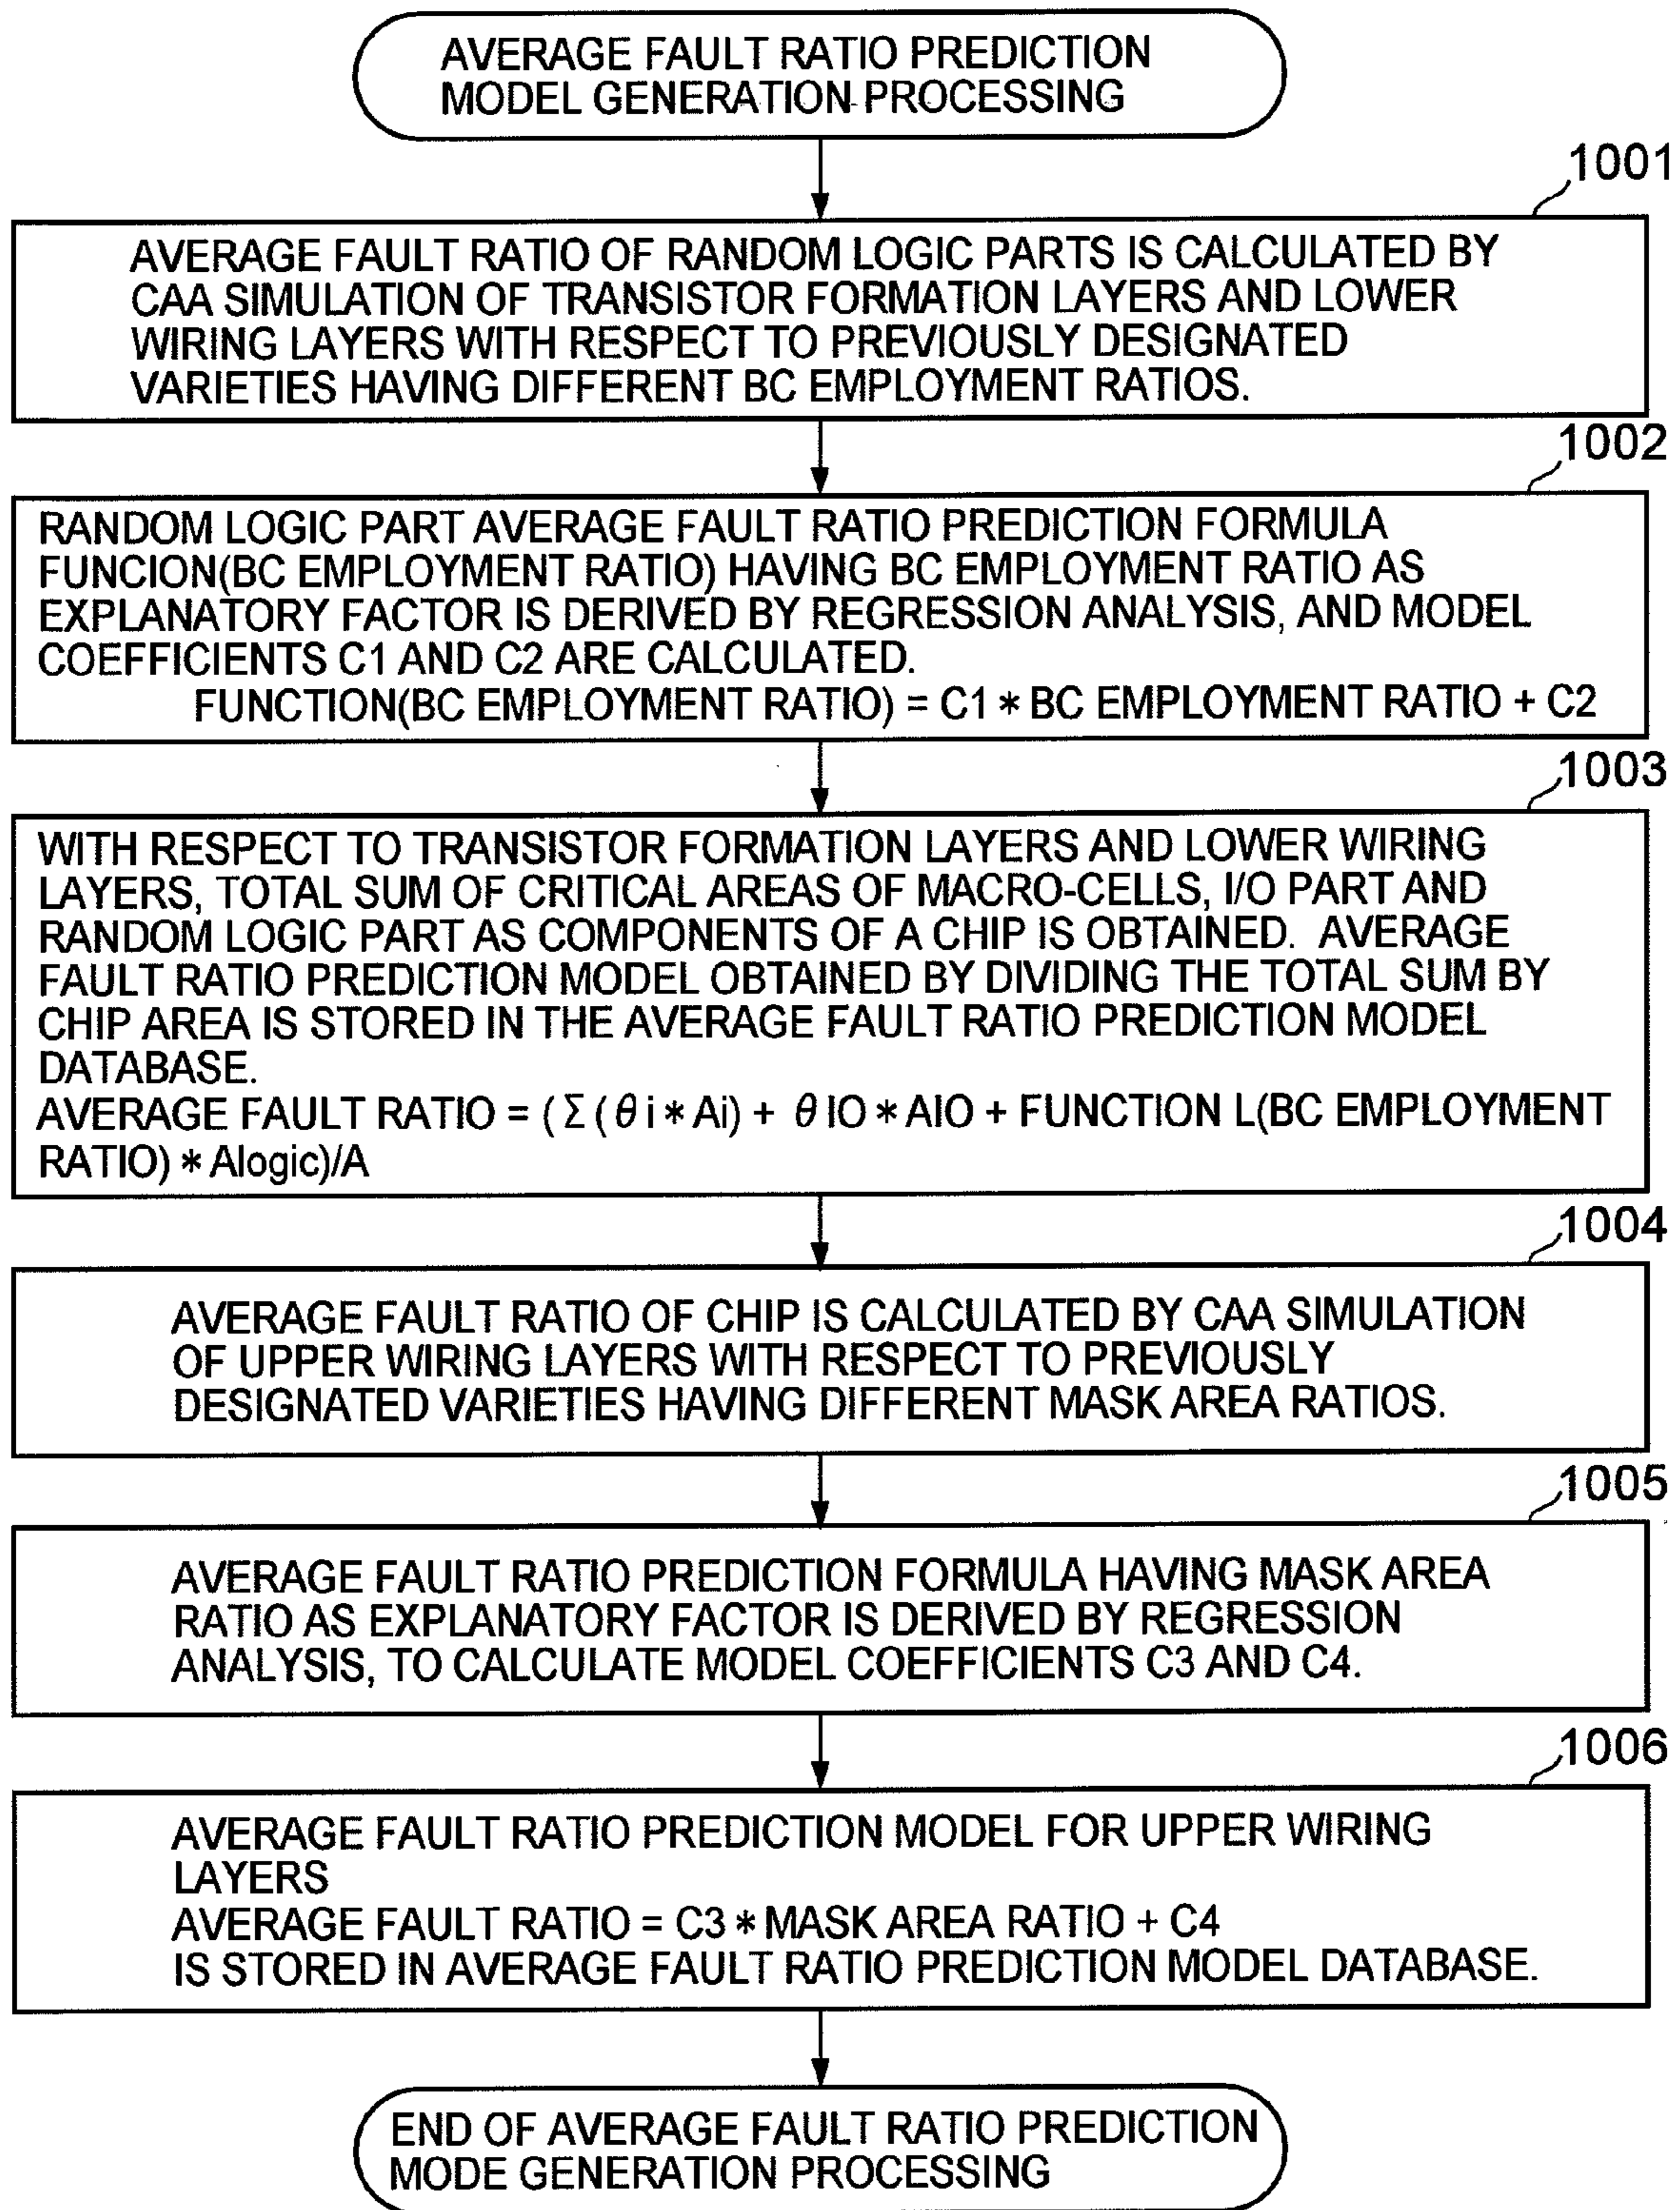 AVERAGE FAULT RATIO PREDICTION
MODEL GENERATION PROCESSING
1001
AVERAGE FAULT RATIO OF RANDOM LOGIC PARTS IS CALCULATED BY
CAA SIMULATION OF TRANSISTOR FORMATION LAYERS AND LOWER
WIRING LAYERS WITH RESPECT TO PREVIOUSLY DESIGNATED
VARIETIES HAVING DIFFERENT BC EMPLOYMENT RATIOS.
1002
RANDOM LOGIC PART AVERAGE FAULT RATIO PREDICTION FORMULA
FUNCION(BC EMPLOYMENT RATIO) HAVING BC EMPLOYMENT RATIO AS
EXPLANATORY FACTOR IS DERIVED BY REGRESSION ANALYSIS, AND MODEL
COEFFICIENTS C1 AND C2 ARE CALCULATED.
FUNCTION(BC EMPLOYMENT RATIO) = C1 * BC EMPLOYMENT RATIO + C2
1003
WITH RESPECT TO TRANSISTOR FORMATION LAYERS AND LOWER WIRING
LAYERS, TOTAL SUM OF CRITICAL AREAS OF MACRO-CELLS, I/O PART AND
RANDOM LOGIC PART AS COMPONENTS OF A CHIP IS OBTAINED. AVERAGE
FAULT RATIO PREDICTION MODEL OBTAINED BY DIVIDING THE TOTAL SUM BY
CHIP AREA IS STORED IN THE AVERAGE FAULT RATIO PREDICTION MODEL
DATABASE.
AVERAGE FAULT RATIO = (Σ(θi * Ai) + θIO * AIO + FUNCTION L(BC EMPLOYMENT
RATIO) * Alogic)/A
1004
AVERAGE FAULT RATIO OF CHIP IS CALCULATED BY CAA SIMULATION
OF UPPER WIRING LAYERS WITH RESPECT TO PREVIOUSLY
DESIGNATED VARIETIES HAVING DIFFERENT MASK AREA RATIOS.
1005
AVERAGE FAULT RATIO PREDICTION FORMULA HAVING MASK AREA
RATIO AS EXPLANATORY FACTOR IS DERIVED BY REGRESSION
ANALYSIS, TO CALCULATE MODEL COEFFICIENTS C3 AND C4.
1006
AVERAGE FAULT RATIO PREDICTION MODEL FOR UPPER WIRING
LAYERS
AVERAGE FAULT RATIO = C3 * MASK AREA RATIO + C4
IS STORED IN AVERAGE FAULT RATIO PREDICTION MODEL DATABASE.
END OF AVERAGE FAULT RATIO PREDICTION
MODE GENERATION PROCESSING